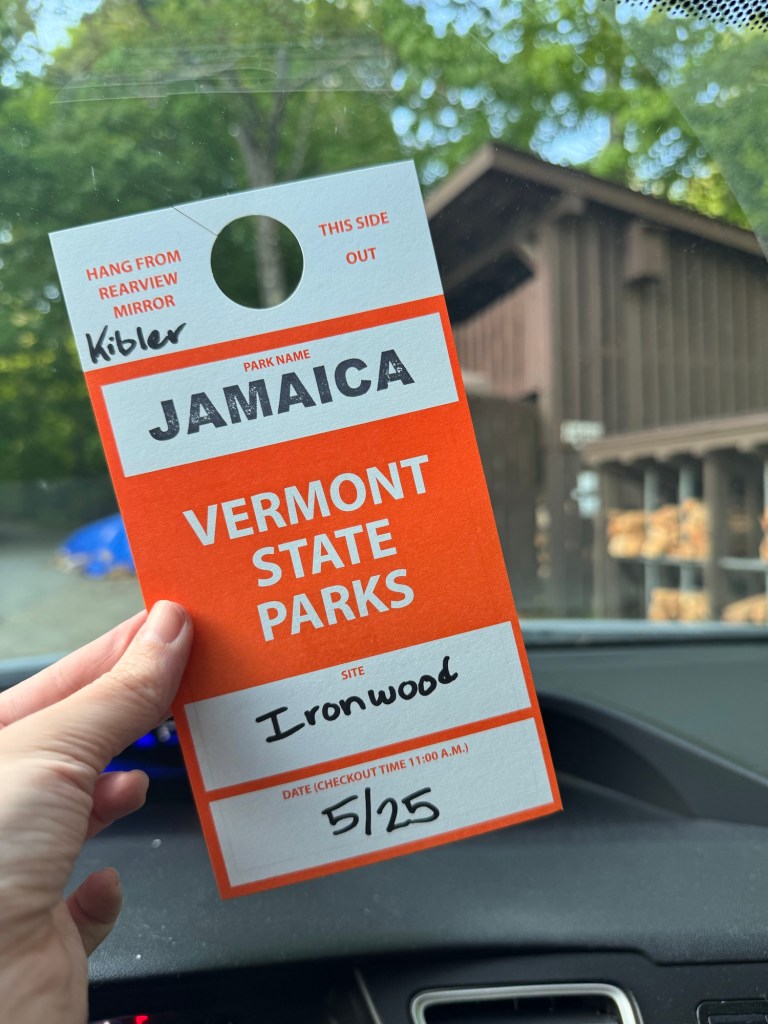 HANG FROM
REARVIEW
MIRROR
THIS SIDE
OUT
Kibler
PARK NAME
JAMAICA
VERMONT
STATE
PARKS
SITE
Ironwood
DATE (CHECKOUT TIME 11:00 A.M.)
5/25